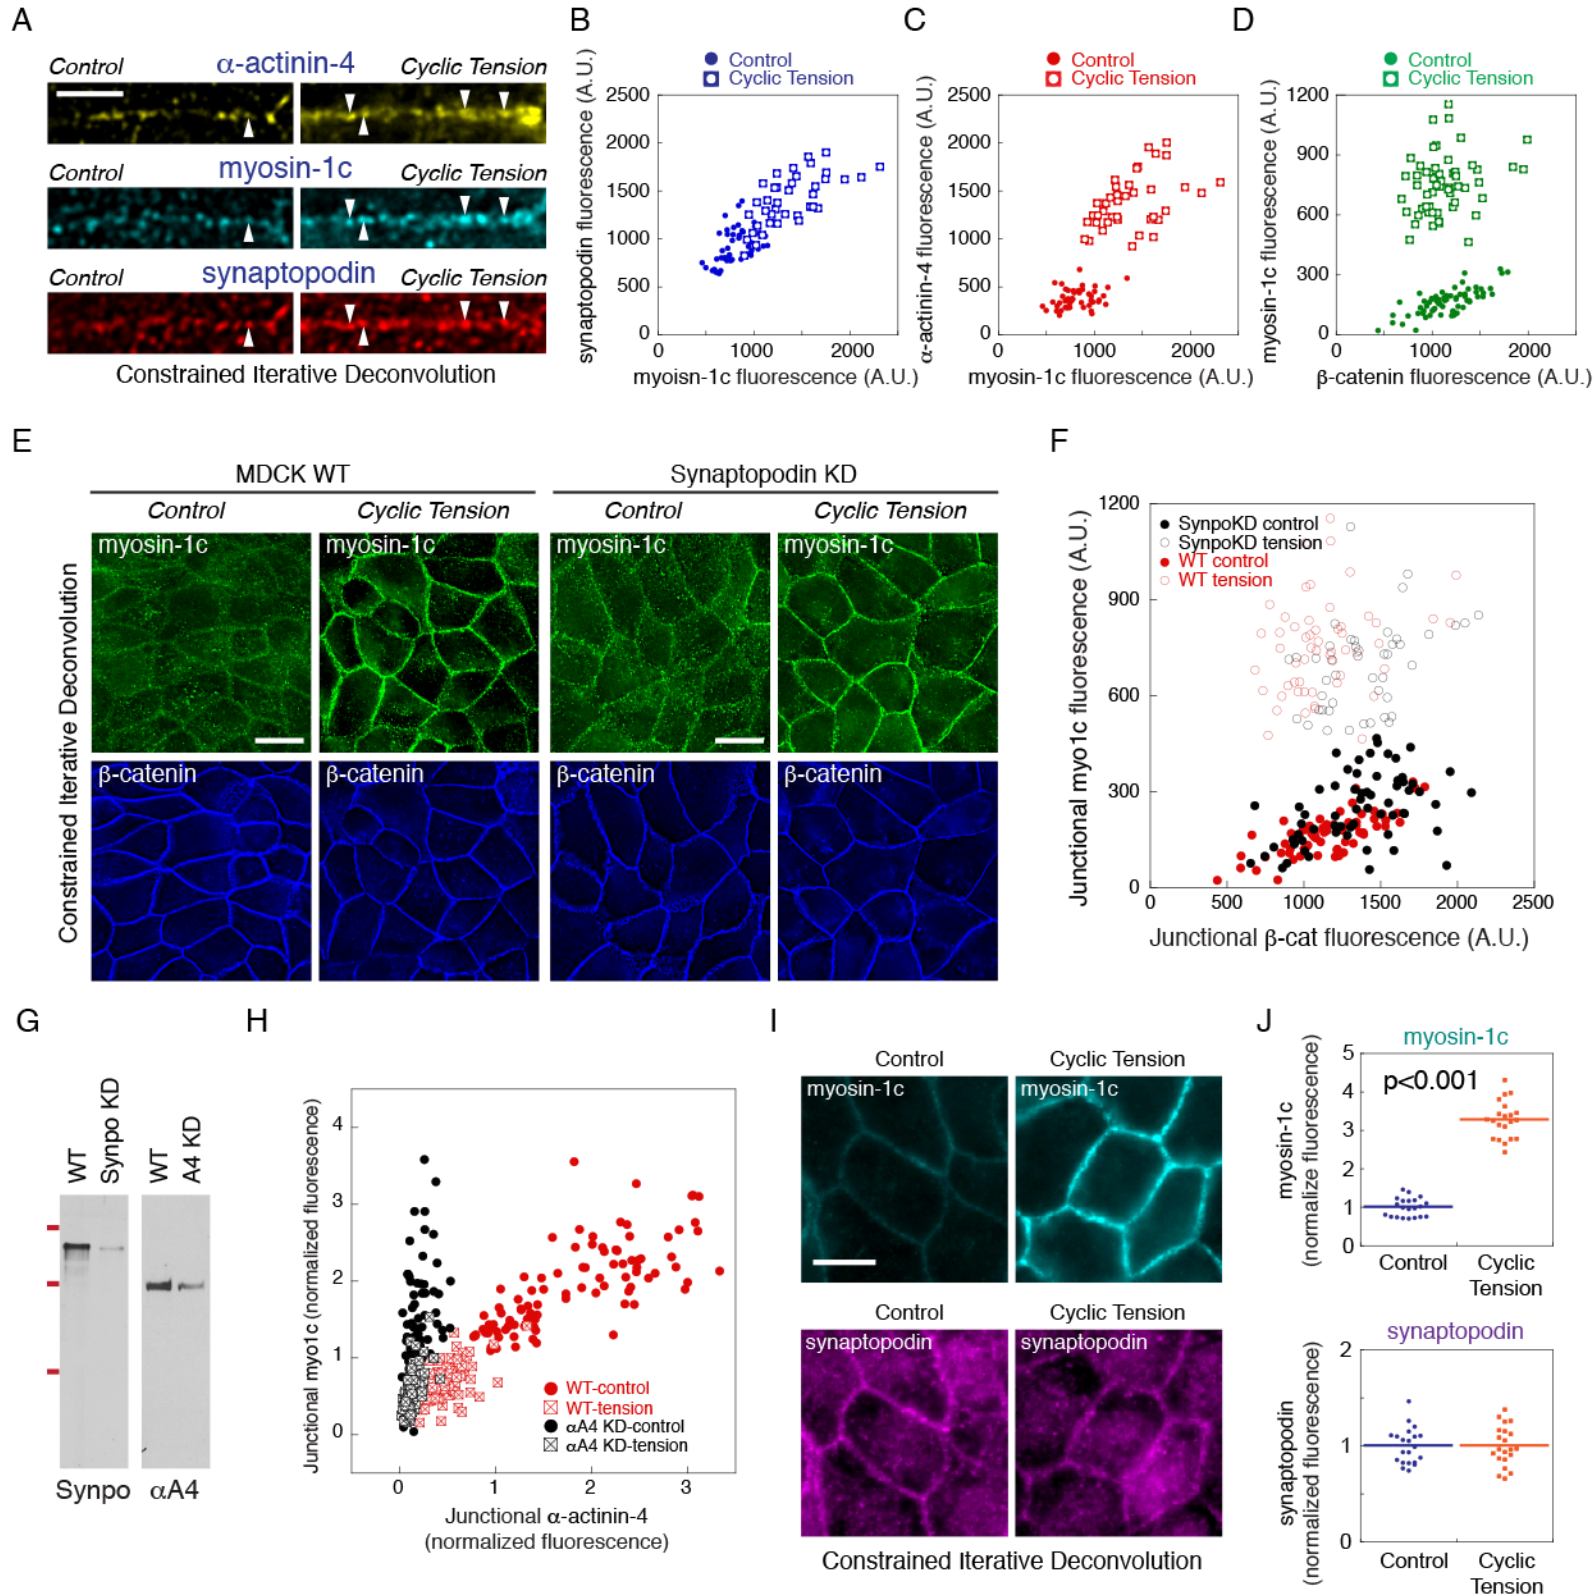 A
Control
α-actinin-4
Cyclic Tension
Control
myosin-1c
Cyclic Tension
Control
synaptopodin
Cyclic Tension
Constrained Iterative Deconvolution
B
Control
Cyclic Tension
synaptopodin fluorescence (A.U.)
2500
2000
1500
1000
500
0
0
1000
2000
myoisn-1c fluorescence (A.U.)
C
Control
Cyclic Tension
α-actinin-4 fluorescence (A.U.)
2500
2000
1500
1000
500
0
0
1000
2000
myosin-1c fluorescence (A.U.)
D
Control
Cyclic Tension
myosin-1c fluorescence (A.U.)
1200
900
600
300
0
0
1000
2000
β-catenin fluorescence (A.U.)
E
MDCK WT
Synaptopodin KD
Control
Cyclic Tension
Control
Cyclic Tension
Constrained Iterative Deconvolution
myosin-1c
myosin-1c
myosin-1c
myosin-1c
β-catenin
β-catenin
β-catenin
β-catenin
F
Junctional myo1c fluorescence (A.U.)
1200
900
600
300
0
SynpoKD control
SynpoKD tension
WT control
WT tension
0
500
1000
1500
2000
2500
Junctional β-cat fluorescence (A.U.)
G
WT
Synpo KD
WT
A4 KD
Synpo
αA4
H
Junctional myo1c (normalized fluorescence)
4
3
2
1
0
WT-control
WT-tension
αA4 KD-control
αA4 KD-tension
0
1
2
3
Junctional α-actinin-4
(normalized fluorescence)
I
Control
Cyclic Tension
myosin-1c
myosin-1c
Control
Cyclic Tension
synaptopodin
synaptopodin
Constrained Iterative Deconvolution
J
myosin-1c
myosin-1c
(normalize fluorescence)
5
4
3
2
1
0
p<0.001
Control
Cyclic
Tension
synaptopodin
synaptopodin
(normalized fluorescence)
2
1
0
Control
Cyclic
Tension